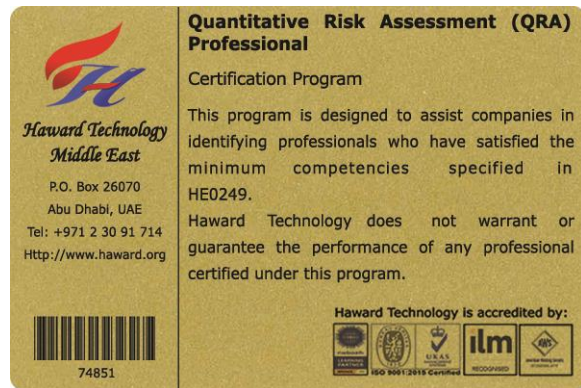 Haward Technology
Middle East
P.O. Box 26070
Abu Dhabi, UAE
Tel: +971 2 30 91 714
Http://www.haward.org
74851
Quantitative Risk Assessment (QRA)
Professional
Certification Program
This program is designed to assist companies in
identifying professionals who have satisfied the
minimum competencies specified in
HE0249.
Haward Technology does not warrant or
guarantee the performance of any professional
certified under this program.
Haward Technology is accredited by:
LEARNING
PARTNER
UKAS
ISO 9001:2015 Certified
ilm
RECOGNISED